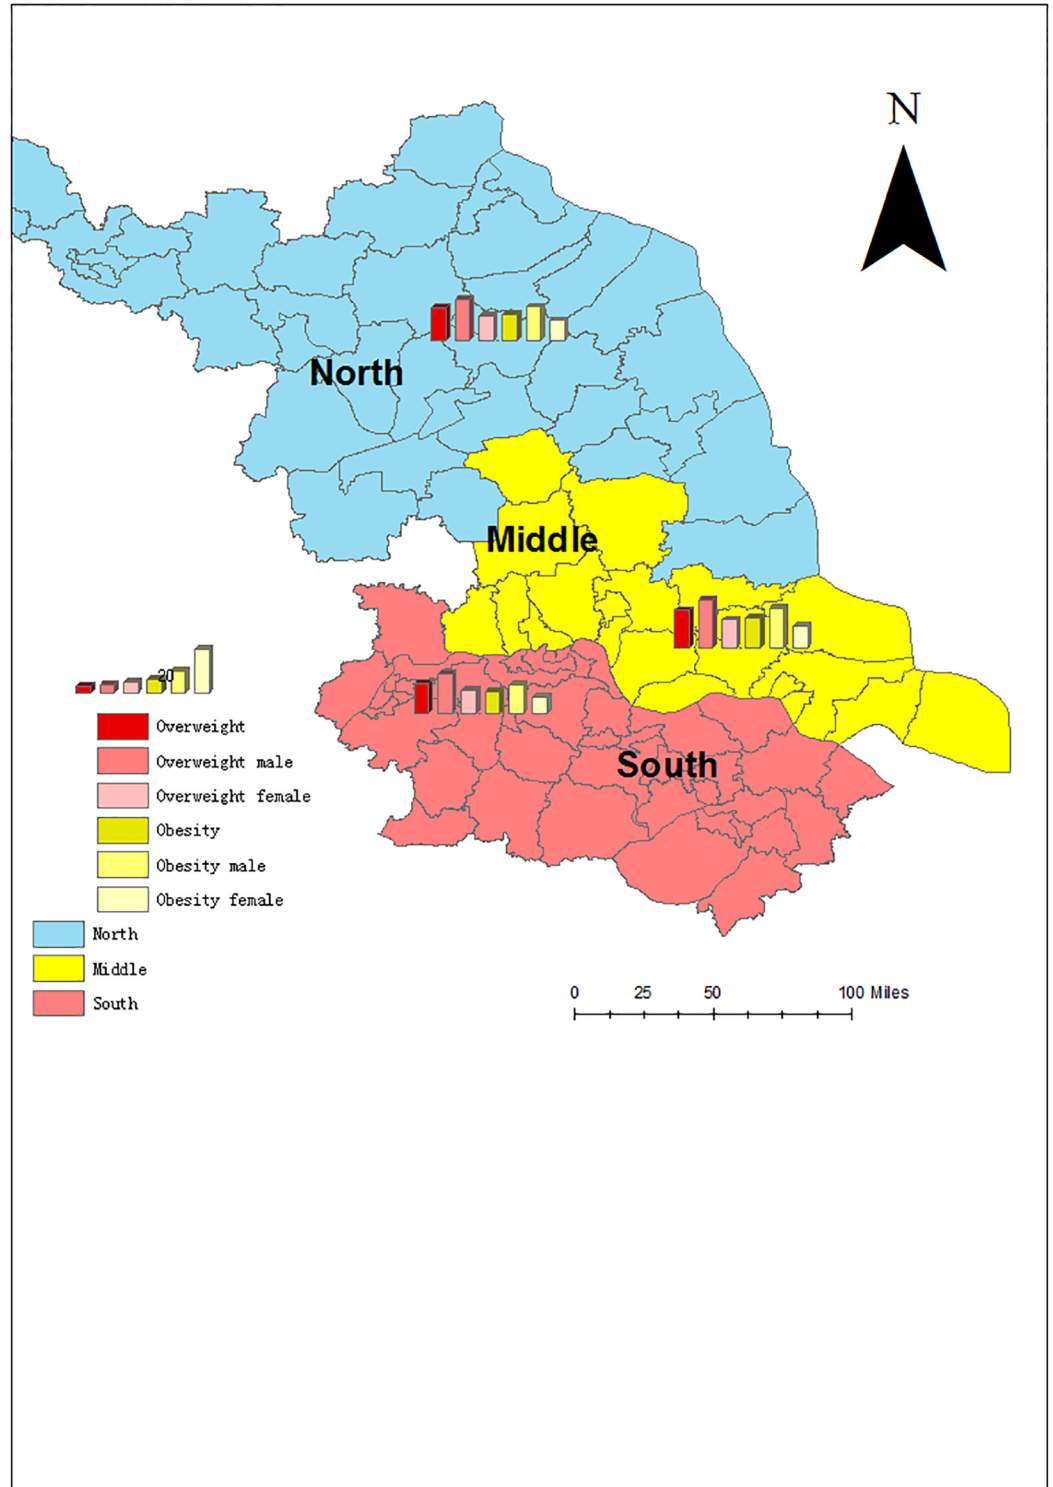 N
North
Middle
20
Overweight
Overweight male
South
Overweight female
Obesity
Obesity male
Obesity female
North
Middle
South
0 25 50 100 Miles